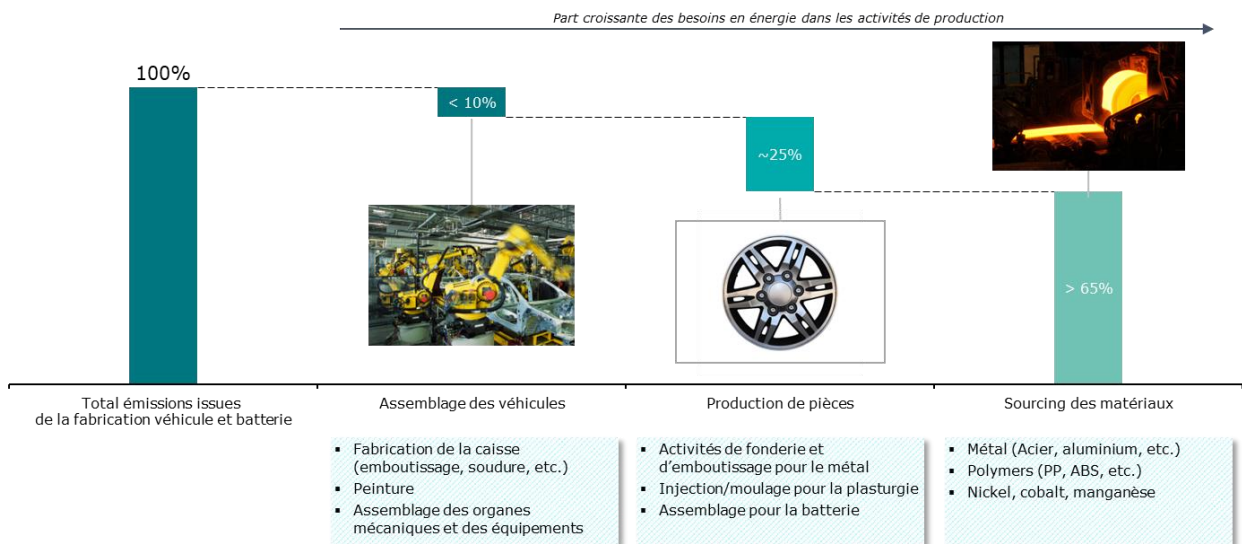 Part croissante des besoins en énergie dans les activités de production
100%
< 10%
~25%
> 65%
Total émissions issues
de la fabrication véhicule et batterie
Assemblage des véhicules
Production de pièces
Sourcing des matériaux
▪ Fabrication de la caisse
(emboutissage, soudure, etc.)
▪ Peinture
▪ Assemblage des organes
mécaniques et des équipements
▪ Activités de fonderie et
d'emboutissage pour le métal
▪ Injection/moulage pour la plasturgie
▪ Assemblage pour la batterie
▪ Métal (Acier, aluminium, etc.)
▪ Polymers (PP, ABS, etc.)
▪ Nickel, cobalt, manganèse